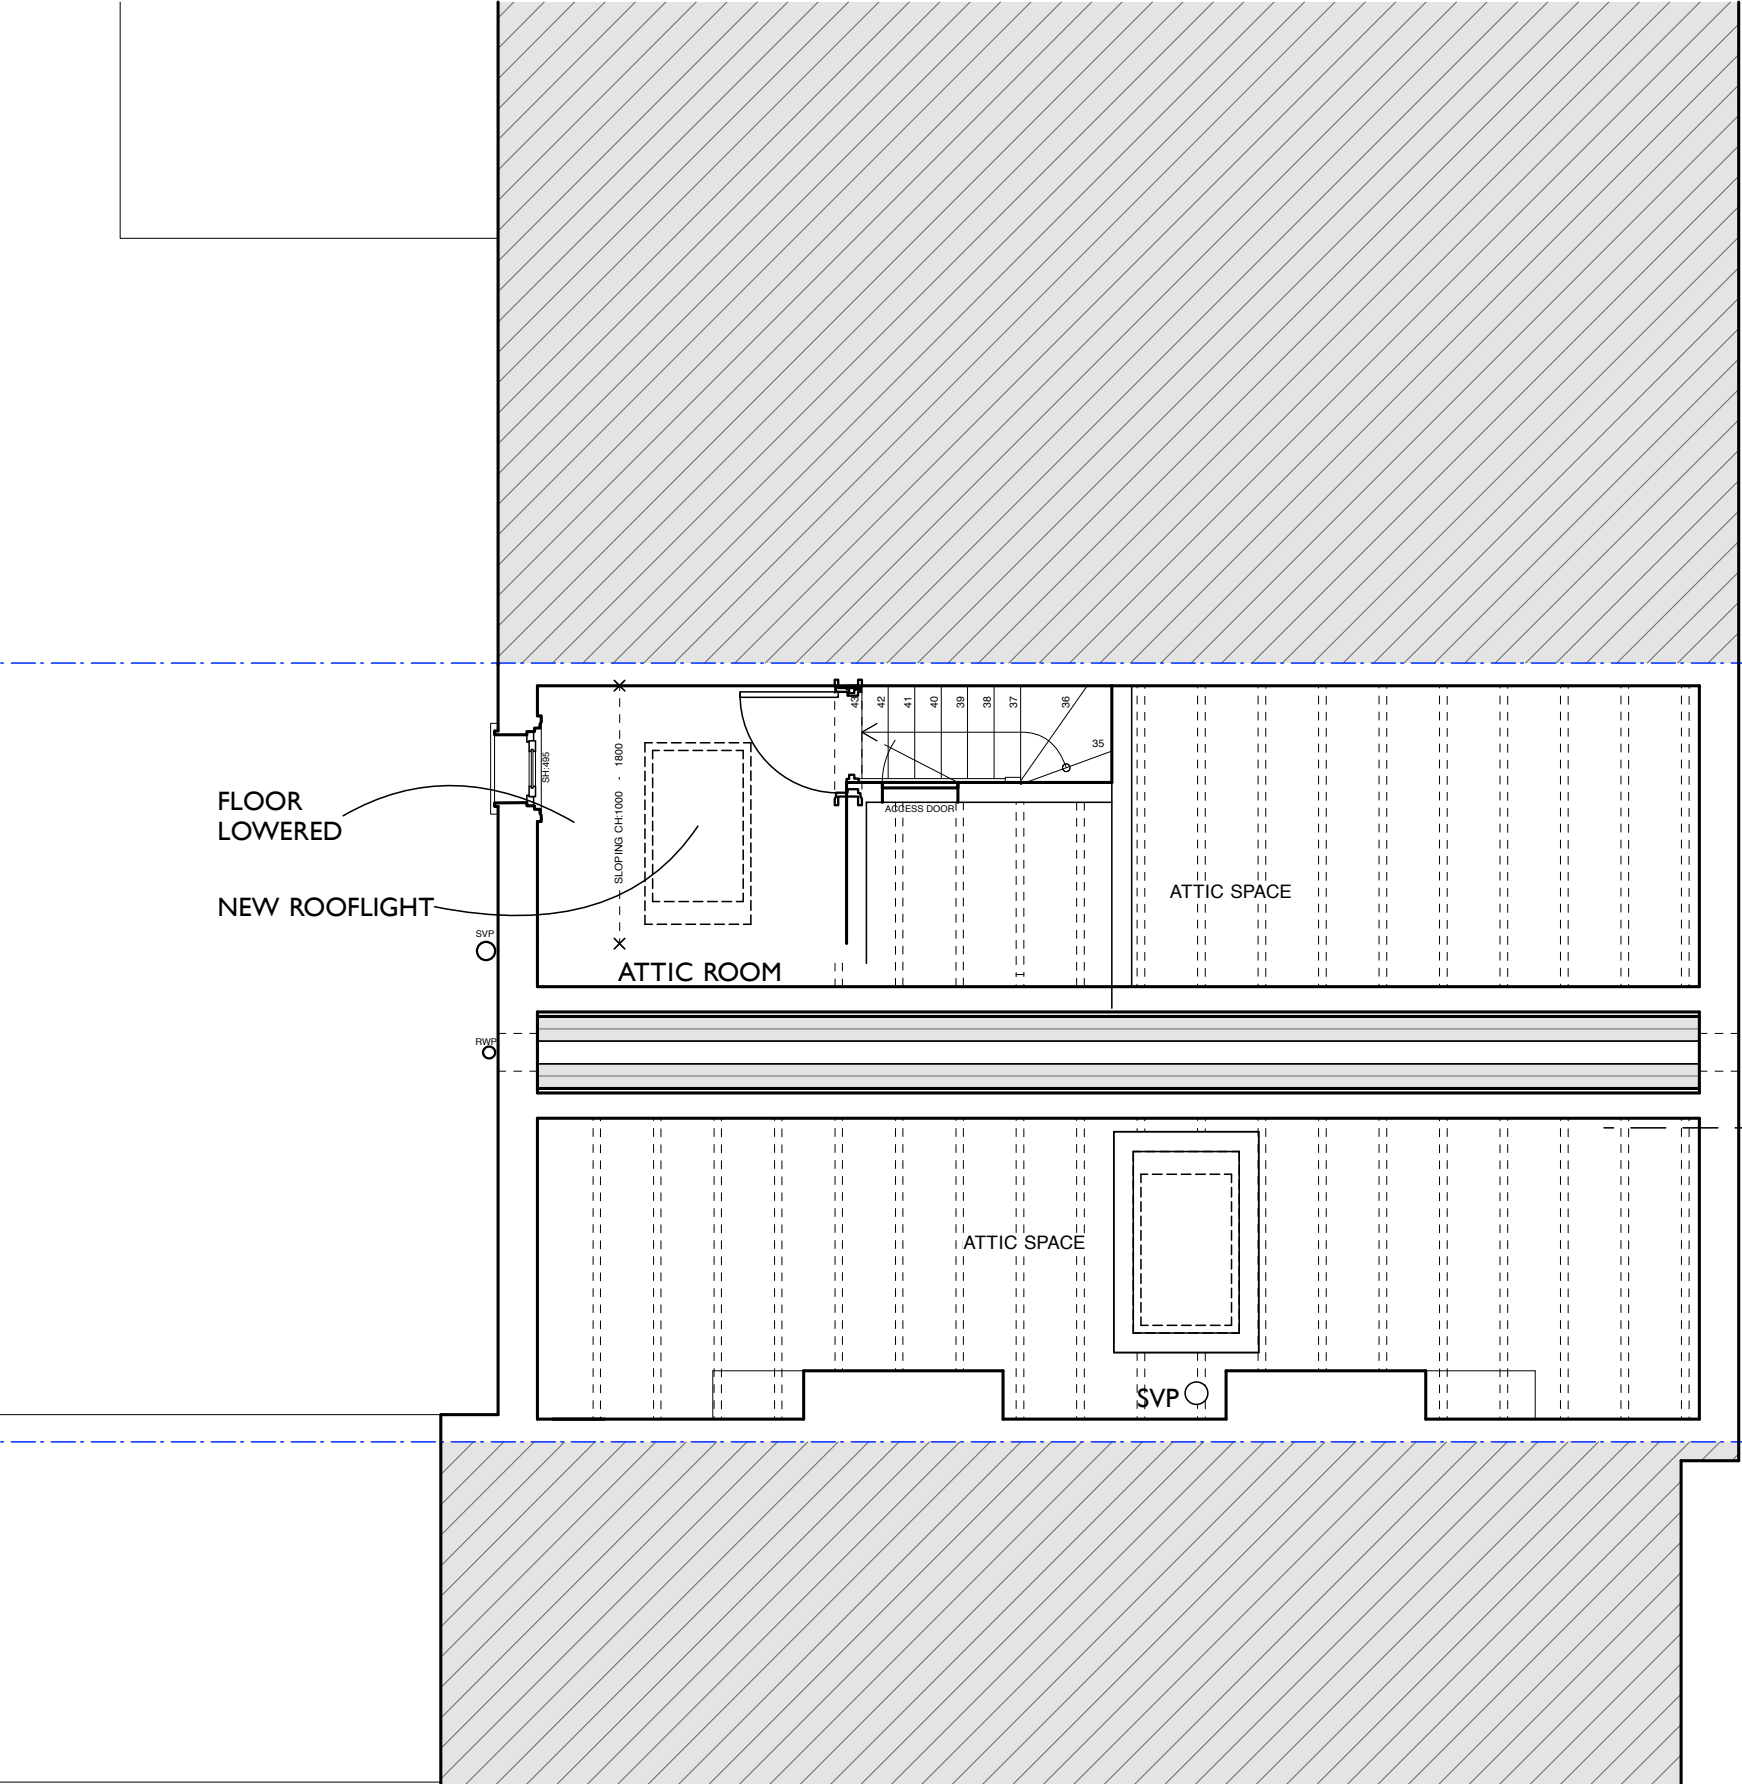 43
42
41
40
39
38
37
36
35
SH:495
SLOPING CH:1000 - 1800
FLOOR
LOWERED
ACCESS DOOR
ATTIC SPACE
NEW ROOFLIGHT
SVP
ATTIC ROOM
RWP
ATTIC SPACE
SVP